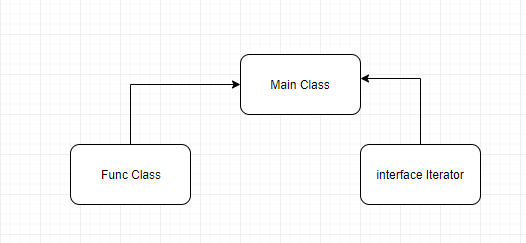 Main Class
Func Class
interface Iterator